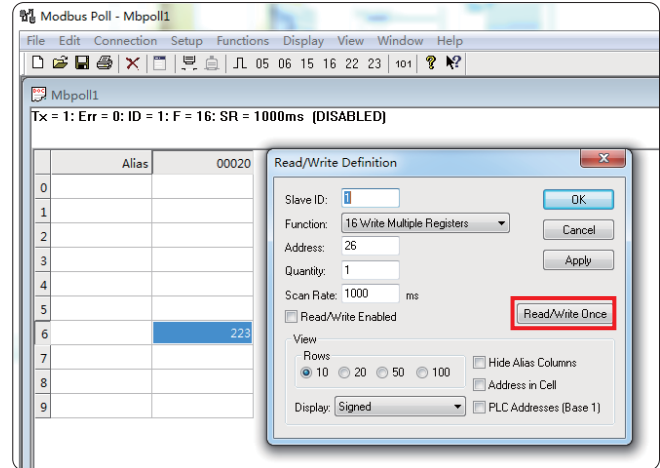 Modbus Poll - Mbpoll1
File Edit Connection Setup Functions Display View Window Help
05 06 15 16 22 23 101
Mbpoll1
Tx = 1: Err = 0: ID = 1: F = 16: SR = 1000ms (DISABLED)
Alias 00020
0
1
2
3
4
5
6 223
7
8
9
Read/Write Definition
Slave ID: 1 OK
Function: 16 Write Multiple Registers Cancel
Address: 26
Quantity: 1 Apply
Scan Rate: 1000 ms
Read/Write Enabled Read/Write Once
View
Rows
10 20 50 100 Hide Alias Columns
Address in Cell
Display: Signed PLC Addresses (Base 1)